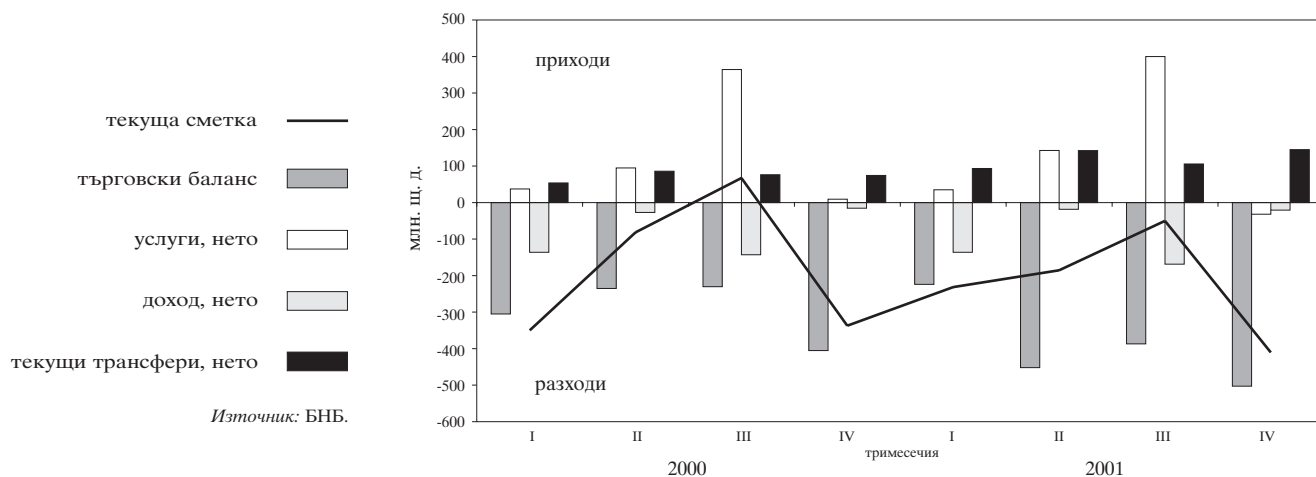 текуща сметка
търговски баланс
услуги, нето
доход, нето
текущи трансфери, нето
Източник: БНБ.
млн. щ. д.
500
400
300
200
100
0
-100
-200
-300
-400
-500
-600
приходи
разходи
I II III IV I II III IV
тримесечия
2000 2001